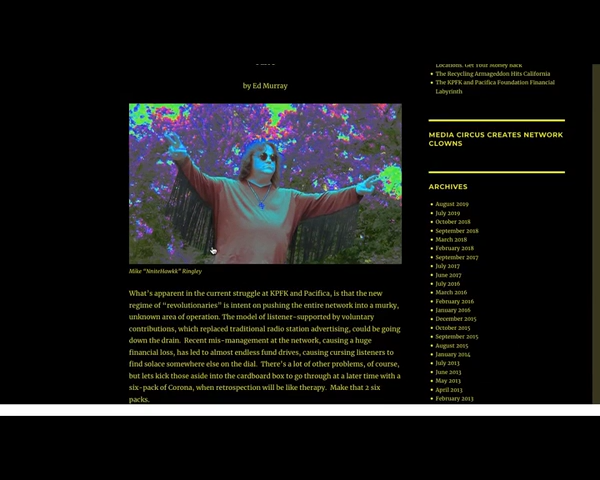 by Ed Murray
Mike "NniteHawkk" Ringley
What's apparent in the current struggle at KPFK and Pacifica, is that the new
regime of "revolutionaries" is intent on pushing the entire network into a murky,
unknown area of operation. The model of listener-supported by voluntary
contributions, which replaced traditional radio station advertising, could be going
down the drain. Recent mis-management at the network, causing a huge
financial loss, has led to almost endless fund drives, causing cursing listeners to
find solace somewhere else on the dial. There's a lot of other problems, of course,
but lets kick those aside into the cardboard box to go through at a later time with a
six-pack of Corona, when retrospection will be like therapy. Make that 2 six
packs.
Locations. Get Your Money Back
The Recycling Armageddon Hits California
The KPFK and Pacifica Foundation Financial
Labyrinth
MEDIA CIRCUS CREATES NETWORK
CLOWNS
ARCHIVES
August 2019
July 2019
October 2018
September 2018
March 2018
February 2018
September 2017
July 2017
June 2017
July 2016
March 2016
February 2016
January 2016
December 2015
October 2015
September 2015
August 2015
January 2014
July 2013
June 2013
May 2013
April 2013
February 2013